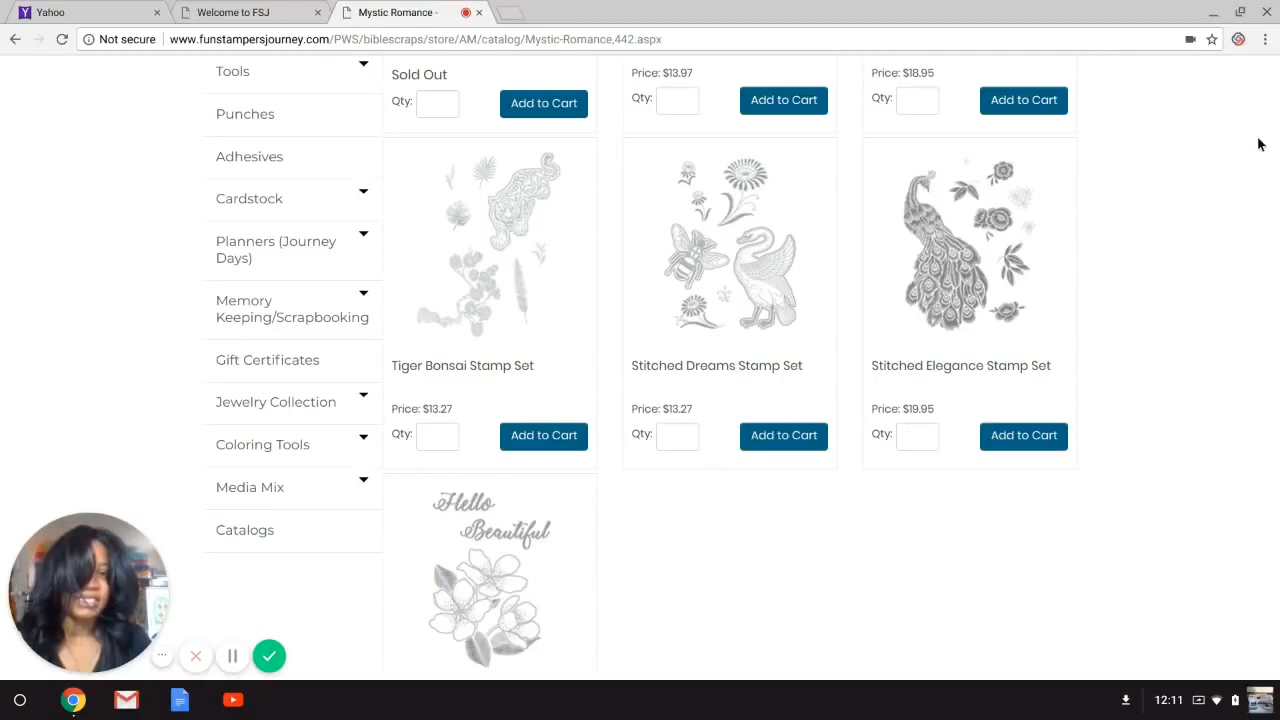 Yahoo
Welcome to FSJ
Mystic Romance -
Not secure
www.funstampersjourney.com/PWS/biblescraps/store/AM/catalog/Mystic-Romance,442.aspx
Tools
Punches
Adhesives
Cardstock
Planners (Journey
Days)
Memory
Keeping/Scrapbooking
Gift Certificates
Jewelry Collection
Coloring Tools
Media Mix
Catalogs
Sold Out
Qty:
Add to Cart
Price: $13.97
Qty:
Add to Cart
Price: $18.95
Qty:
Add to Cart
Tiger Bonsai Stamp Set
Price: $13.27
Qty:
Add to Cart
Stitched Dreams Stamp Set
Price: $13.27
Qty:
Add to Cart
Stitched Elegance Stamp Set
Price: $19.95
Qty:
Add to Cart
Hello
Beautiful
12:11